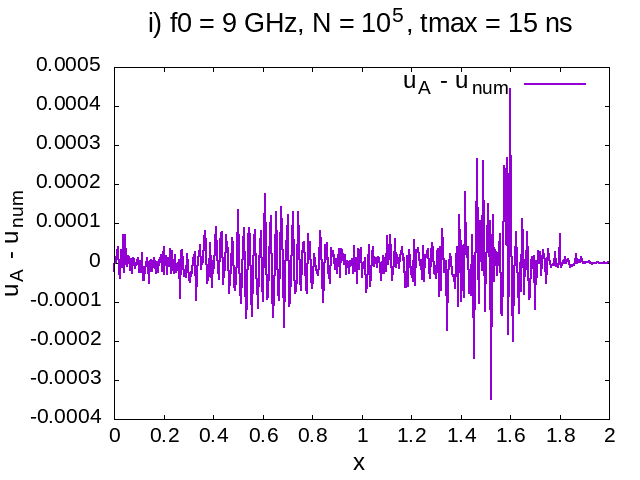 i) f0 = 9 GHz, N = 10⁵, tmax = 15 ns
u_A - u_num
0.0005
0.0004
0.0003
0.0002
0.0001
0
-0.0001
-0.0002
-0.0003
-0.0004
u_A - u_num
0 0.2 0.4 0.6 0.8 1 1.2 1.4 1.6 1.8 2
x